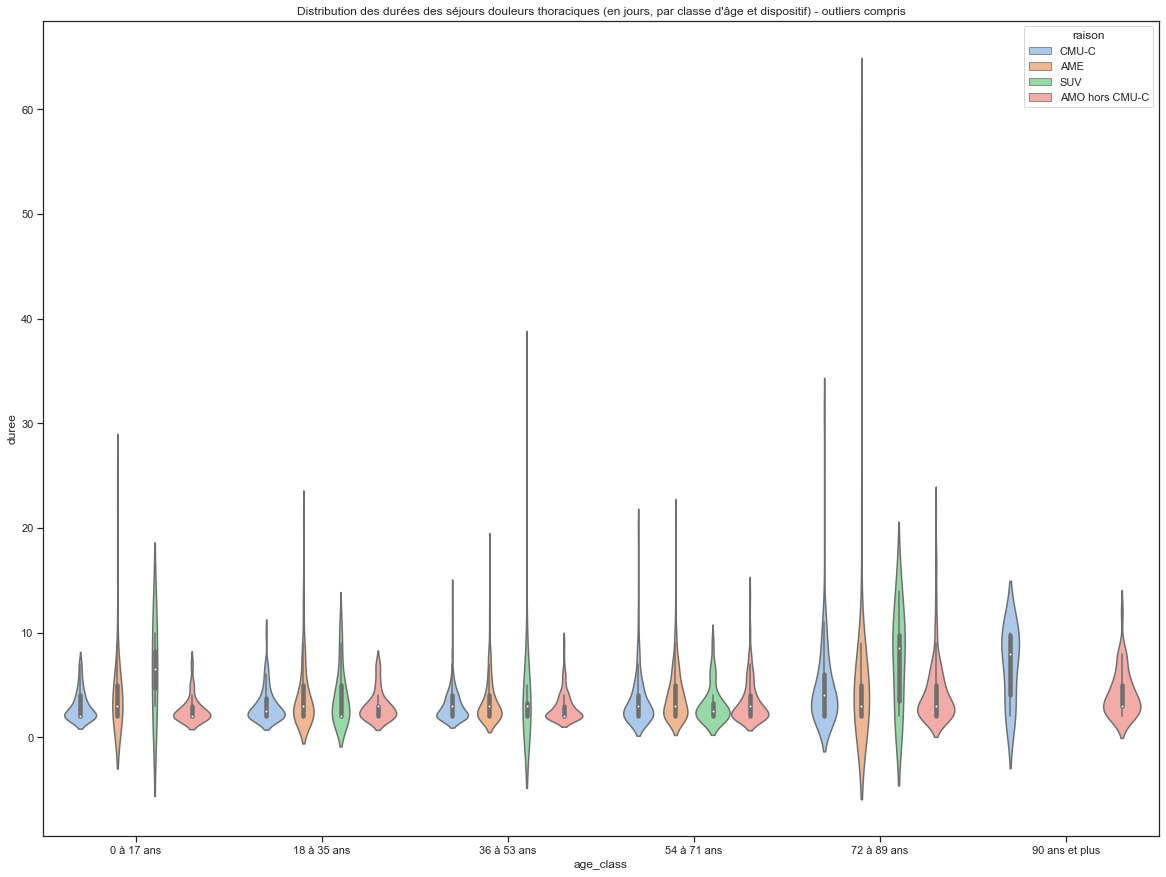 Distribution des durées des séjours douleurs thoraciques (en jours, par classe d'âge et dispositif) - outliers compris
raison
CMU-C
AME
SUV
AMO hors CMU-C
60
50
40
30
20
10
0
duree
0 à 17 ans
18 à 35 ans
36 à 53 ans
54 à 71 ans
72 à 89 ans
90 ans et plus
age_class